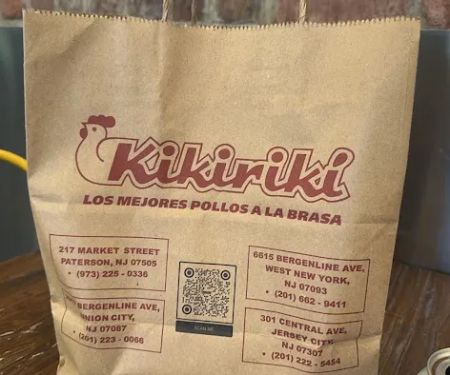 Kikiriki
LOS MEJORES POLLOS A LA BRASA
217 MARKET STREET
PATERSON, NJ 07505
• (973) 225 - 0336
BERGENLINE AVE,
UNION CITY,
NJ 07087
(201) 223 - 0066
SCAN ME
6615 BERGENLINE AVE,
WEST NEW YORK,
NJ 07093
• (201) 662 - 9411
301 CENTRAL AVE,
JERSEY CITY,
NJ 07307
• (201) 222 - 5454